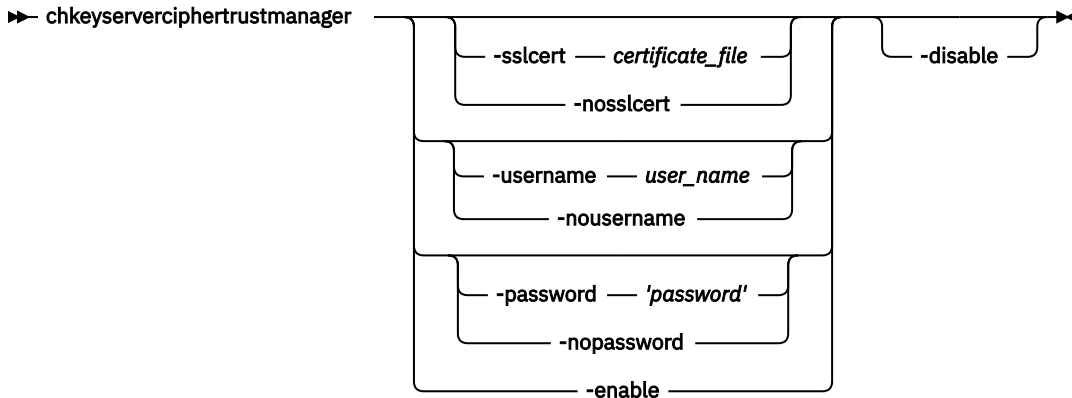 chkeyserverciphertrustmanager
-sslcert certificate_file -disable
-nosslcert
-username user_name
-nousername
-password 'password'
-nopassword
-enable